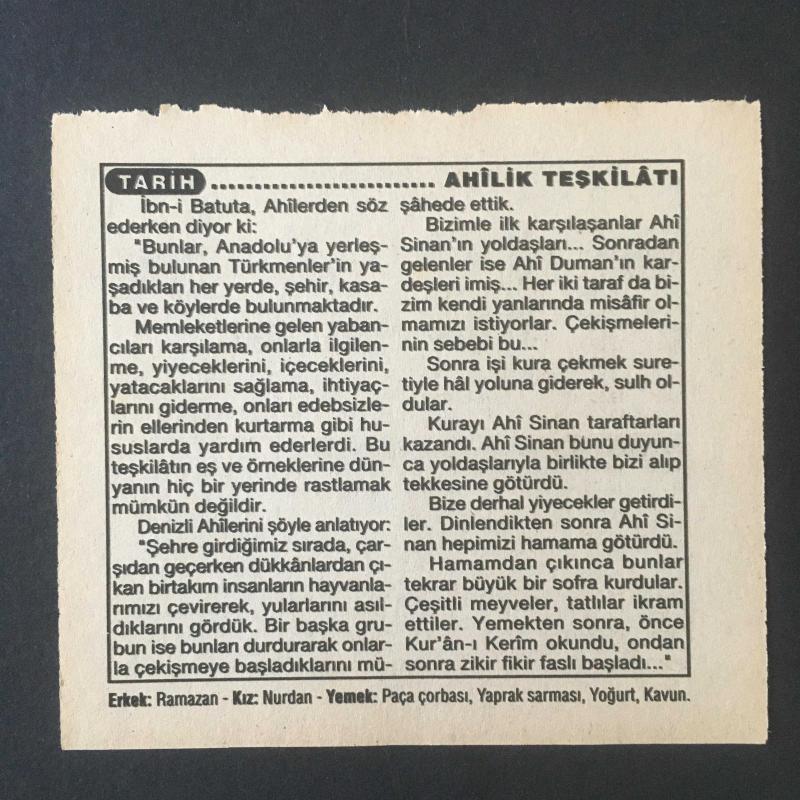 TARİH .......................... AHÎLİK TEŞKİLÂTI
İbn-i Batuta, Ahîlerden söz
ederken diyor ki:
"Bunlar, Anadolu'ya yerleş-
miş bulunan Türkmenler'in ya-
şadıkları her yerde, şehir, kasa-
ba ve köylerde bulunmaktadır.
Memleketlerine gelen yaban-
cıları karşılama, onlarla ilgilen-
me, yiyeceklerini, içeceklerini,
yatacaklarını sağlama, ihtiyaç-
larını giderme, onları edebsizle-
rin ellerinden kurtarma gibi hu-
suslarda yardım ederlerdi. Bu
teşkilâtın eş ve örneklerine dün-
yanın hiç bir yerinde rastlamak
mümkün değildir.
Denizli Ahîlerini şöyle anlatıyor:
"Şehre girdiğimiz sırada, çar-
şıdan geçerken dükkânlardan çı-
kan birtakım insanların hayvanla-
rımızı çevirerek, yularlarını asıl-
dıklarını gördük. Bir başka gru-
bun ise bunları durdurarak onlar-
la çekişmeye başladıklarını mü-
şâhede ettik.
Bizimle ilk karşılaşanlar Ahî
Sinan'ın yoldaşları... Sonradan
gelenler ise Ahî Duman'ın kar-
deşleri imiş... Her iki taraf da bi-
zim kendi yanlarında misâfir ol-
mamızı istiyorlar. Çekişmeleri-
nin sebebi bu...
Sonra işi kura çekmek sure-
tiyle hâl yoluna giderek, sulh ol-
dular.
Kurayı Ahî Sinan taraftarları
kazandı. Ahî Sinan bunu duyun-
ca yoldaşlarıyla birlikte bizi alıp
tekkesine götürdü.
Bize derhal yiyecekler getirdi-
ler. Dinlendikten sonra Ahî Si-
nan hepimizi hamama götürdü.
Hamamdan çıkınca bunlar
tekrar büyük bir sofra kurdular.
Çeşitli meyveler, tatlılar ikram
ettiler. Yemekten sonra, önce
Kur'ân-ı Kerîm okundu, ondan
sonra zikir fikir faslı başladı..."
Erkek: Ramazan - Kız: Nurdan - Yemek: Paça çorbası, Yaprak sarması, Yoğurt, Kavun.